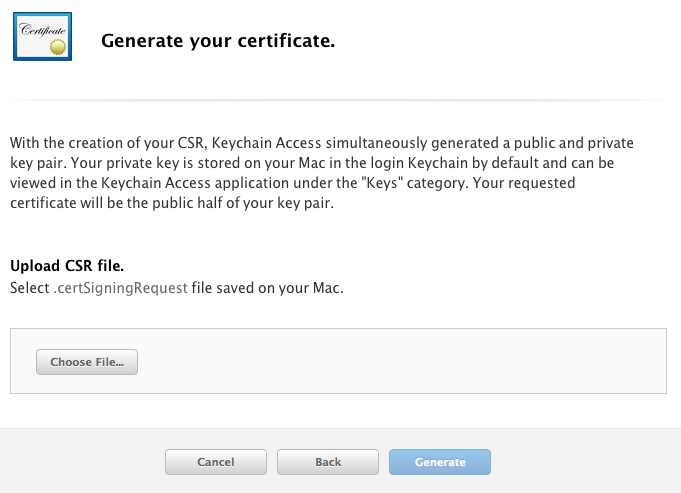 Certificate
Generate your certificate.
With the creation of your CSR, Keychain Access simultaneously generated a public and private
key pair. Your private key is stored on your Mac in the login Keychain by default and can be
viewed in the Keychain Access application under the "Keys" category. Your requested
certificate will be the public half of your key pair.
Upload CSR file.
Select .certSigningRequest file saved on your Mac.
Choose File...
Cancel
Back
Generate